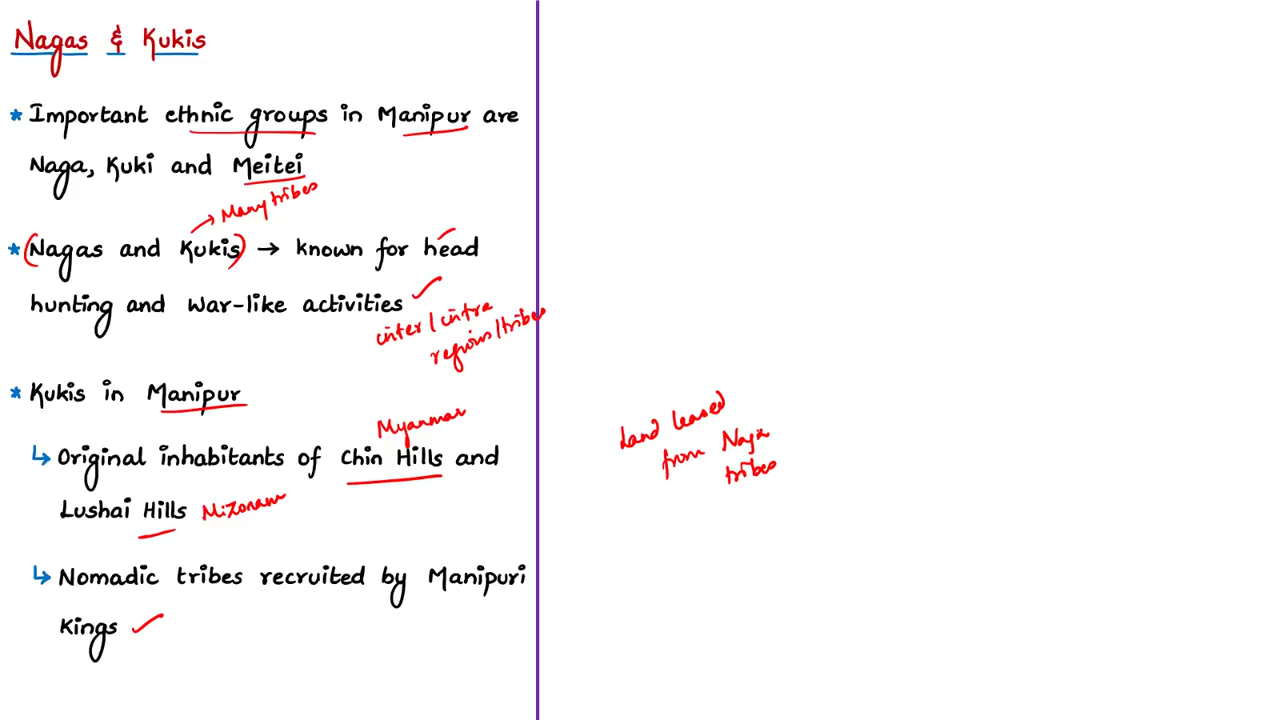 Nagas & Kukis
* Important ethnic groups in Manipur are
Naga, Kuki and Meitei
→ Many tribes
* (Nagas and Kukis) → known for head
hunting and war-like activities
inter/intra
regions/tribes
* Kukis in Manipur
Myanmar
↳ Original inhabitants of Chin Hills and
Lushai Hills Mizoram
↳ Nomadic tribes recruited by Manipuri
Kings
Land leased
from Naga
tribes